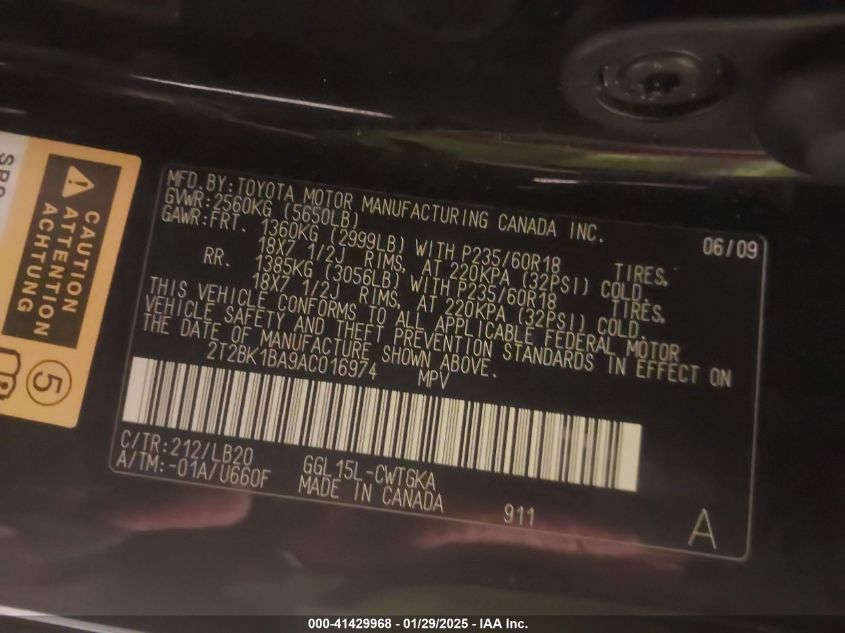 MFD.BY:TOYOTA MOTOR MANUFACTURING CANADA INC.
06/09
GVWR:2560KG (5650LB)
GAWR:FRT. 1360KG (2999LB) WITH P235/60R18 TIRES,
18X7 1/2J RIMS, AT 220KPA (32PSI) COLD.
RR. 1385KG (3056LB) WITH P235/60R18 TIRES,
18X7 1/2J RIMS, AT 220KPA (32PSI) COLD.
THIS VEHICLE CONFORMS TO ALL APPLICABLE FEDERAL MOTOR
VEHICLE SAFETY AND THEFT PREVENTION STANDARDS IN EFFECT ON
THE DATE OF MANUFACTURE SHOWN ABOVE.
2T2BK1BA9AC016974 MPV
C/TR:212/LB20
A/TM:-01A/U660F
GGL15L-CWTGKA
MADE IN CANADA
911
A
CAUTION
ATTENTION
ACHTUNG
5
000-41429968 - 01/29/2025 - IAA Inc.